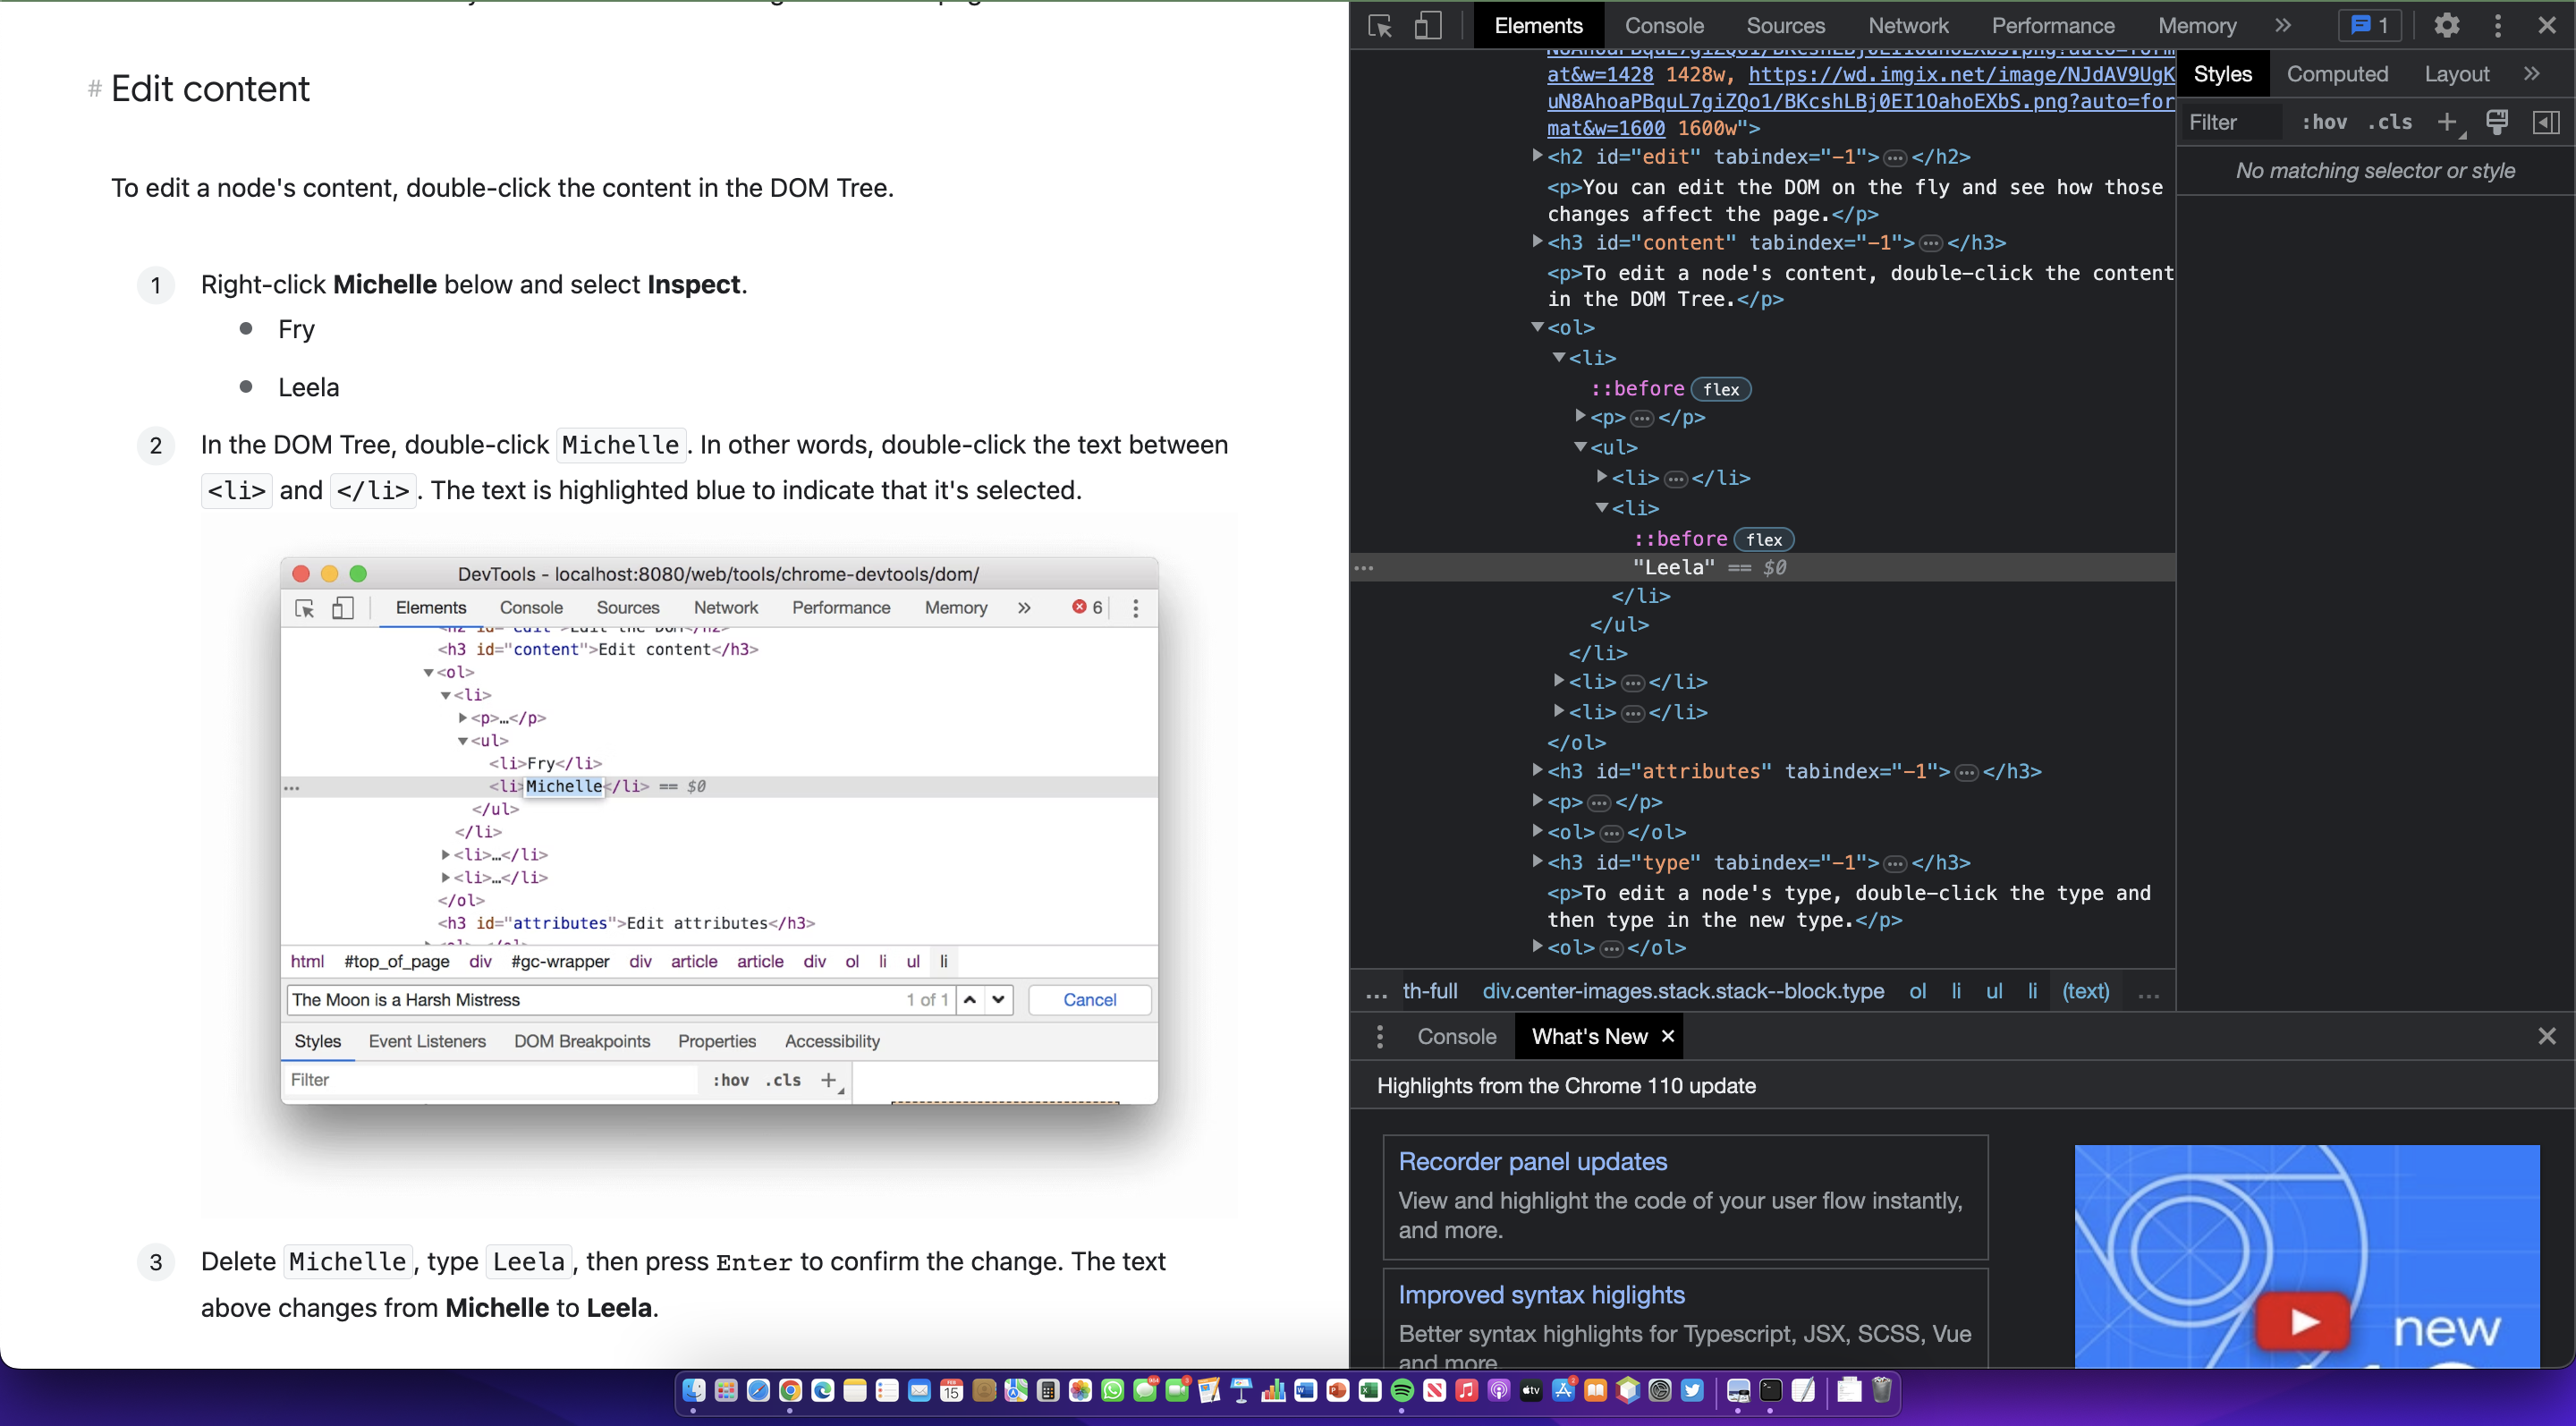 # Edit content
To edit a node's content, double-click the content in the DOM Tree.
1 Right-click Michelle below and select Inspect.
Fry
Leela
2 In the DOM Tree, double-click Michelle. In other words, double-click the text between
<li> and </li>. The text is highlighted blue to indicate that it's selected.
DevTools - localhost:8080/web/tools/chrome-devtools/dom/
Elements Console Sources Network Performance Memory » 6
<h2 id="edit">Edit the DOM</h2>
<h3 id="content">Edit content</h3>
<ol>
<li>
<p>…</p>
<ul>
<li>Fry</li>
<li>Michelle</li> == $0
</ul>
</li>
<li>…</li>
<li>…</li>
</ol>
<h3 id="attributes">Edit attributes</h3>
html #top_of_page div #gc-wrapper div article article div ol li ul li
The Moon is a Harsh Mistress 1 of 1 Cancel
Styles Event Listeners DOM Breakpoints Properties Accessibility
Filter :hov .cls +
3 Delete Michelle, type Leela, then press Enter to confirm the change. The text
above changes from Michelle to Leela.
Elements Console Sources Network Performance Memory » 1
at&w=1428 1428w, https://wd.imgix.net/image/NJdAV9UgK
uN8AhoaPBquL7giZQo1/BKcshLBj0EI1OahoEXbS.png?auto=for
mat&w=1600 1600w">
<h2 id="edit" tabindex="-1">…</h2>
<p>You can edit the DOM on the fly and see how those
changes affect the page.</p>
<h3 id="content" tabindex="-1">…</h3>
<p>To edit a node's content, double-click the content
in the DOM Tree.</p>
<ol>
<li>
::before flex
<p>…</p>
<ul>
<li>…</li>
<li>
::before flex
… "Leela" == $0
</li>
</ul>
</li>
<li>…</li>
<li>…</li>
</ol>
<h3 id="attributes" tabindex="-1">…</h3>
<p>…</p>
<ol>…</ol>
<h3 id="type" tabindex="-1">…</h3>
<p>To edit a node's type, double-click the type and
then type in the new type.</p>
<ol>…</ol>
… th-full div.center-images.stack.stack--block.type ol li ul li (text) …
Styles Computed Layout »
Filter :hov .cls +
No matching selector or style
Console What's New ×
Highlights from the Chrome 110 update
Recorder panel updates
View and highlight the code of your user flow instantly,
and more.
Improved syntax higlights
Better syntax highlights for Typescript, JSX, SCSS, Vue
and more
new
15
tv